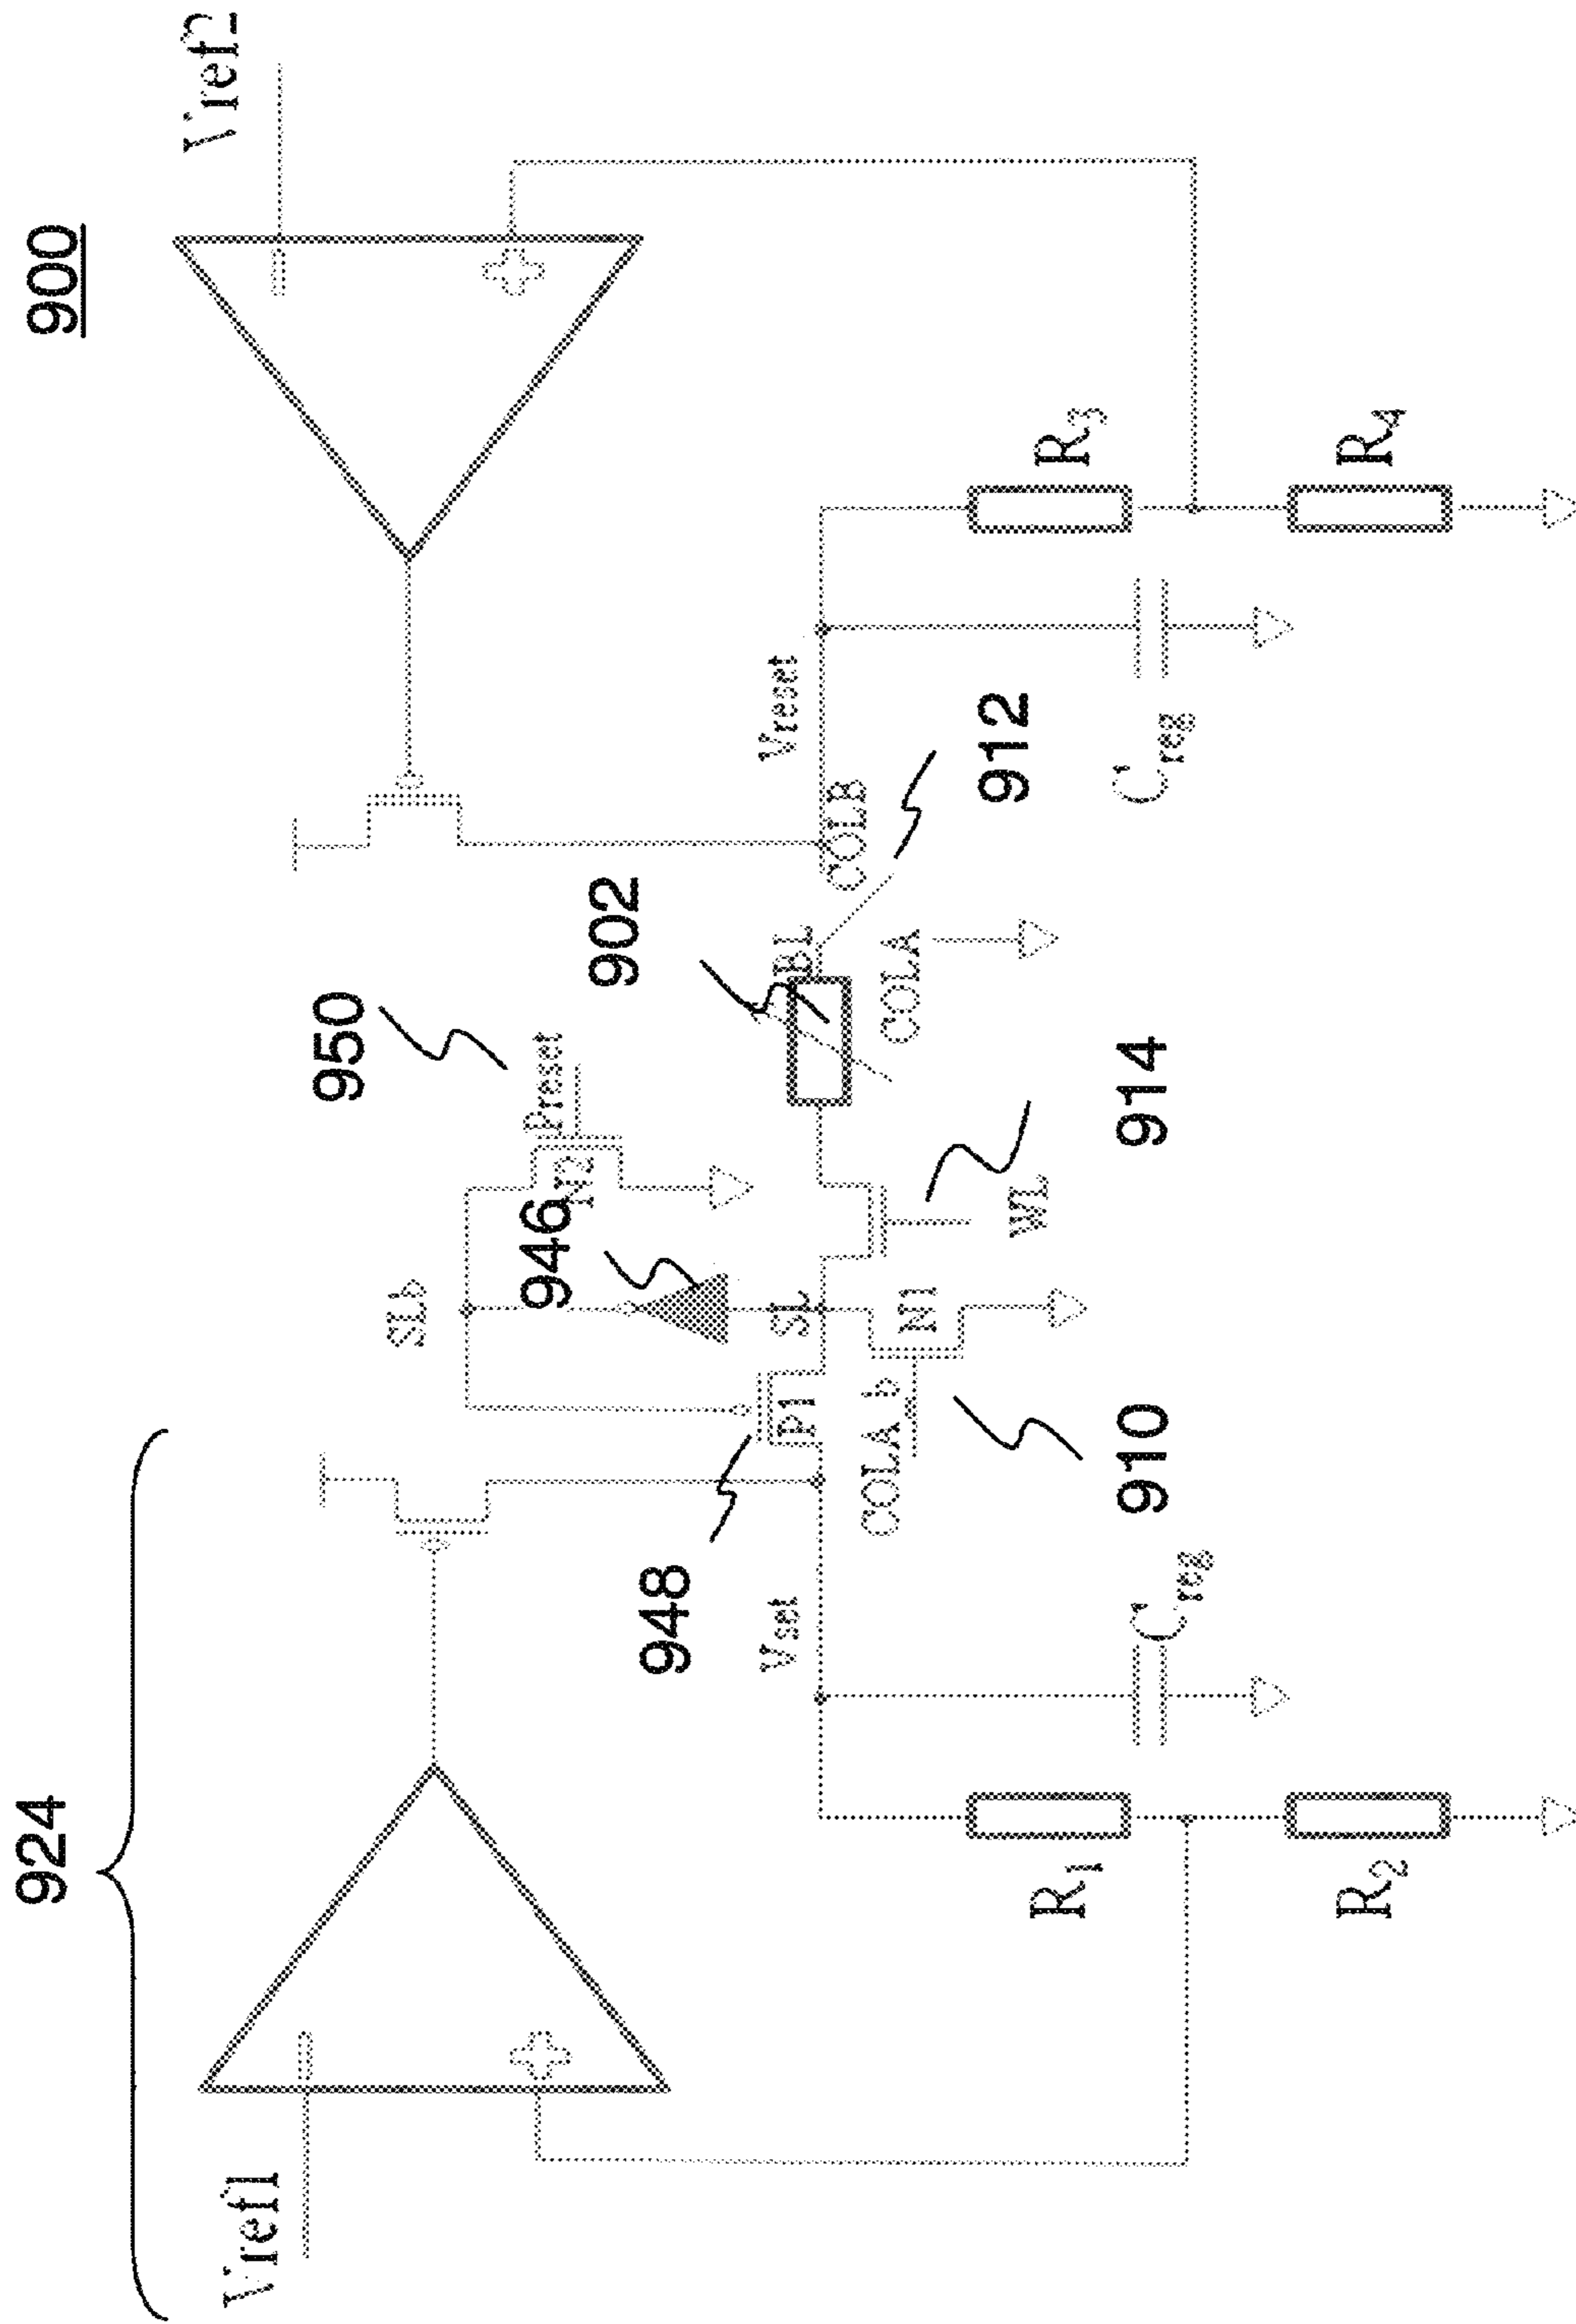 900
924
Vref1
Vref2
950
SLb
Preset
N2
946
902
948
P1
SL
BL
Vset
Vreset
COLA_b
N1
COLA
COLB
WL
910
914
912
Creg
Creg
R1
R3
R2
R4